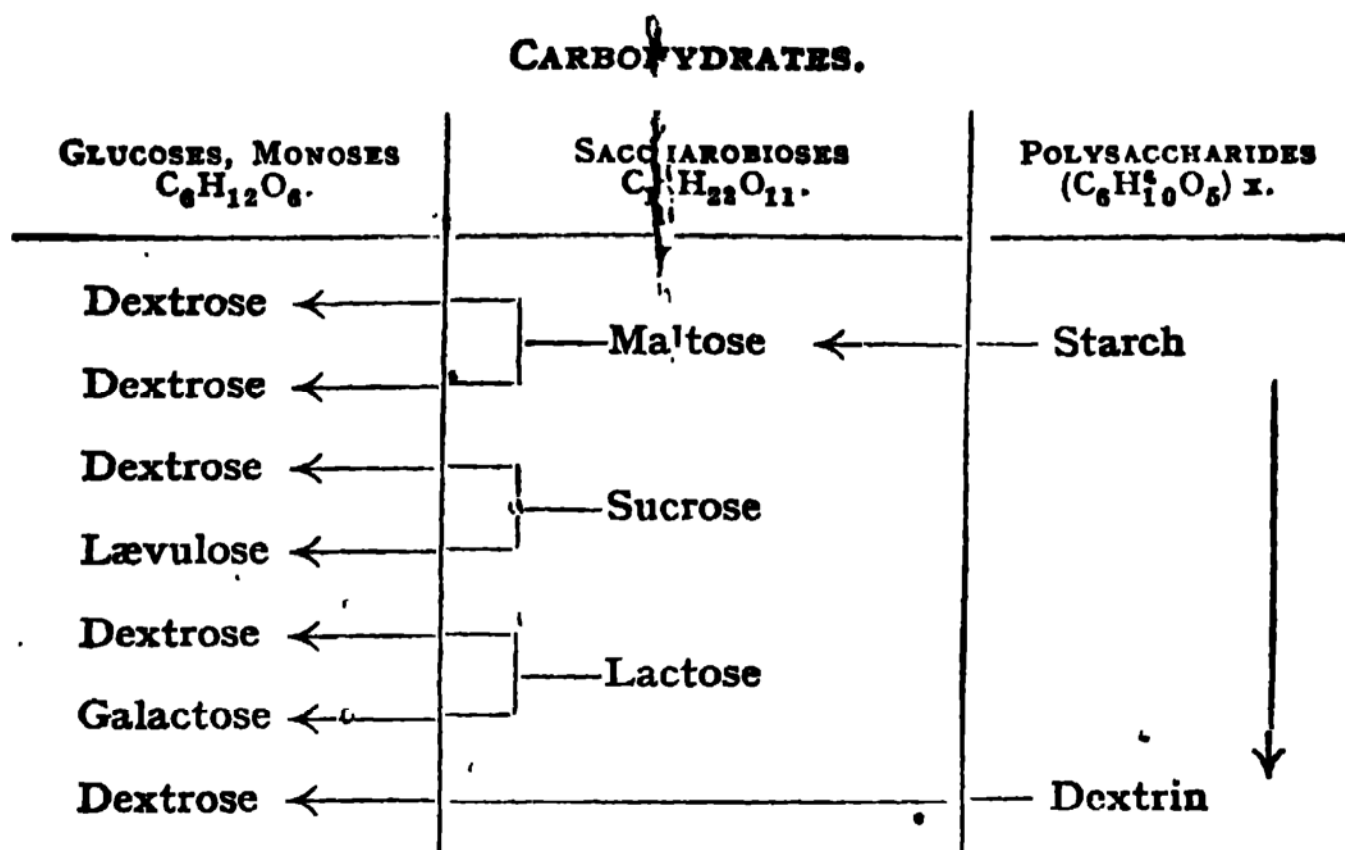 CARBOHYDRATES.
GLUCOSES, MONOSES SACCHAROBIOSES POLYSACCHARIDES
C₆H₁₂O₆. C₁₂H₂₂O₁₁. (C₆H₁₀O₅) x.
Dextrose
Maltose Starch
Dextrose
Dextrose
Sucrose
Lævulose
Dextrose
Lactose
Galactose
Dextrose Dextrin